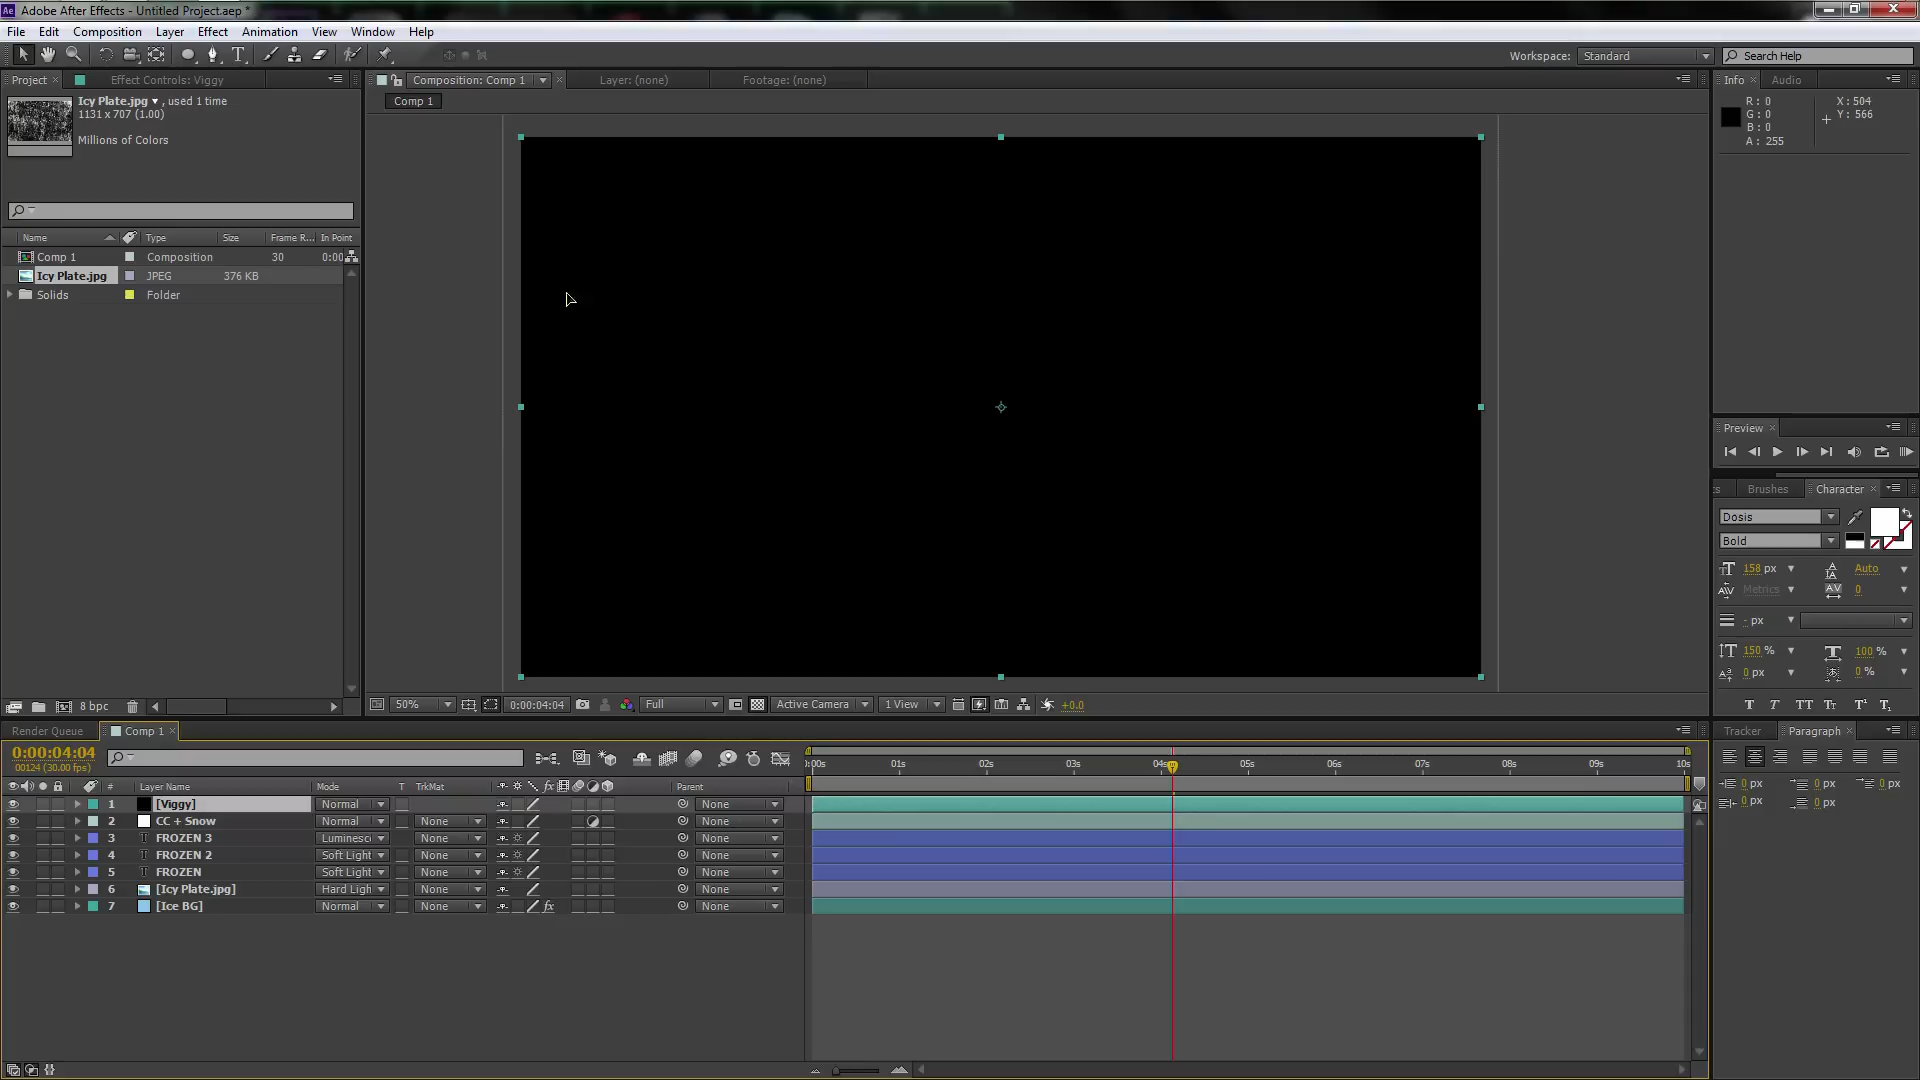 Adobe After Effects - Untitled Project.aep *
File Edit Composition Layer Effect Animation View Window Help
Workspace: Standard Search Help
Project Effect Controls: Viggy
Composition: Comp 1 Layer: (none) Footage: (none)
Info Audio
Icy Plate.jpg , used 1 time
1131 x 707 (1.00)
Millions of Colors
Comp 1
R: 0
G: 0
B: 0
A: 255
X: 504
Y: 566
Name Type Size Frame R... In Point
Comp 1 Composition 30 0:00
Icy Plate.jpg JPEG 376 KB
Solids Folder
Preview
Brushes Character
Dosis
Bold
158 px Auto
Metrics 0
- px
150 % 100 %
0 px 0 %
8 bpc
50% 0:00:04:04 Full Active Camera 1 View +0.0
Render Queue Comp 1
Tracker Paragraph
0 px 0 px 0 px
0 px 0 px
0:00:04:04
00124 (30.00 fps)
0:00s 01s 02s 03s 04s 05s 06s 07s 08s 09s 10s
# Layer Name Mode T TrkMat Parent
1 [Viggy] Normal None
2 CC + Snow Normal None None
3 FROZEN 3 Luminesc None None
4 FROZEN 2 Soft Light None None
5 FROZEN Soft Light None None
6 [Icy Plate.jpg] Hard Ligh None None
7 [Ice BG] Normal None fx None